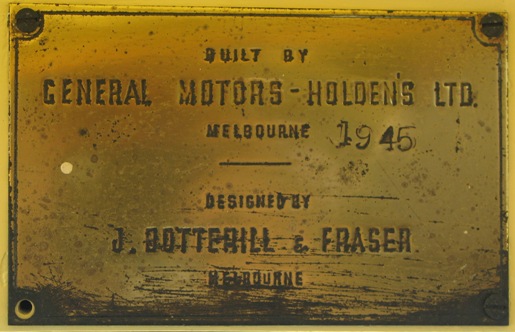 BUILT BY
GENERAL MOTORS-HOLDEN'S LTD.
MELBOURNE 1945
DESIGNED BY
J. BOTTERILL & FRASER
MELBOURNE